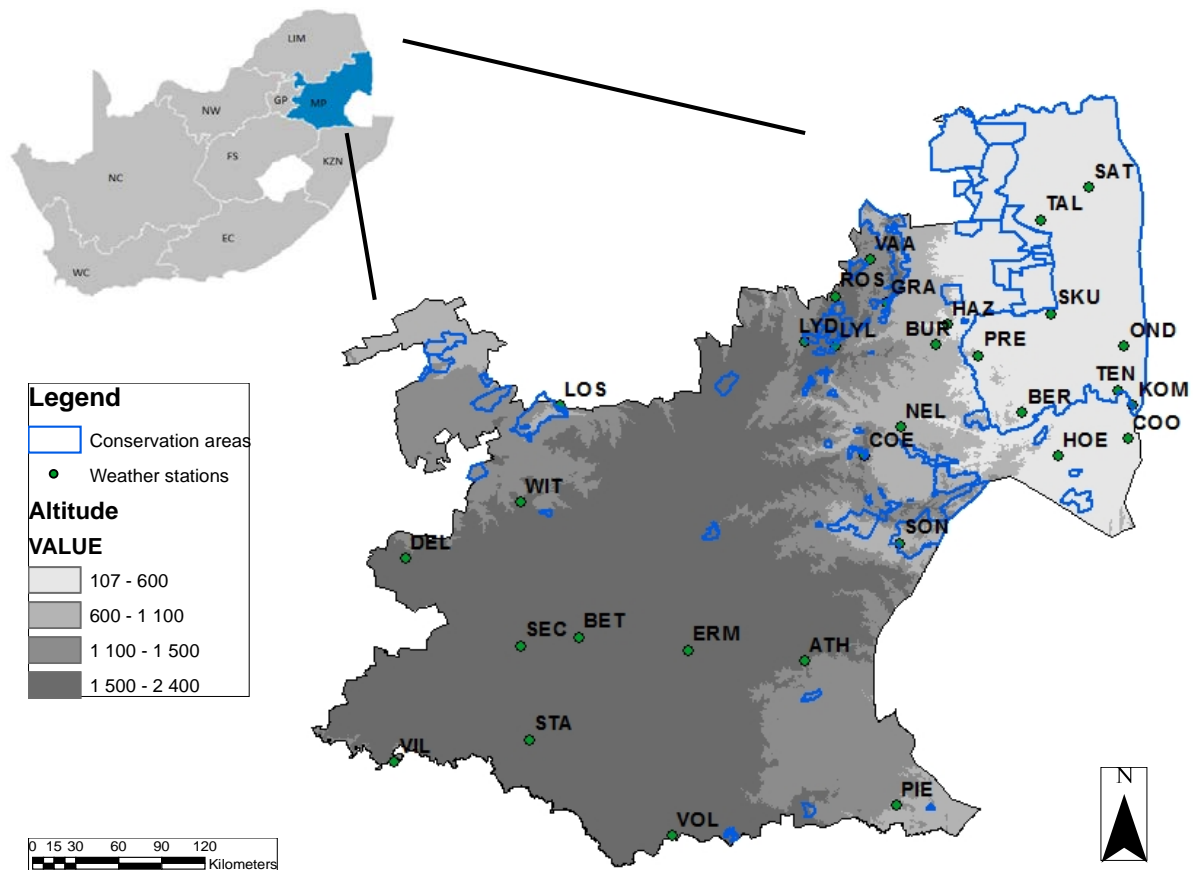 LIM
NW
GP
MP
FS
KZN
NC
EC
WC
SAT
TAL
VAA
ROS
GRA
SKU
HAZ
LYD
LYL
BUR
OND
PRE
TEN
KOM
LOS
BER
COO
NEL
COE
HOE
WIT
SON
DEL
SEC
BET
ERM
ATH
STA
VIL
PIE
VOL
Legend
Conservation areas
Weather stations
Altitude
VALUE
107 - 600
600 - 1 100
1 100 - 1 500
1 500 - 2 400
0 15 30 60 90 120
Kilometers
N